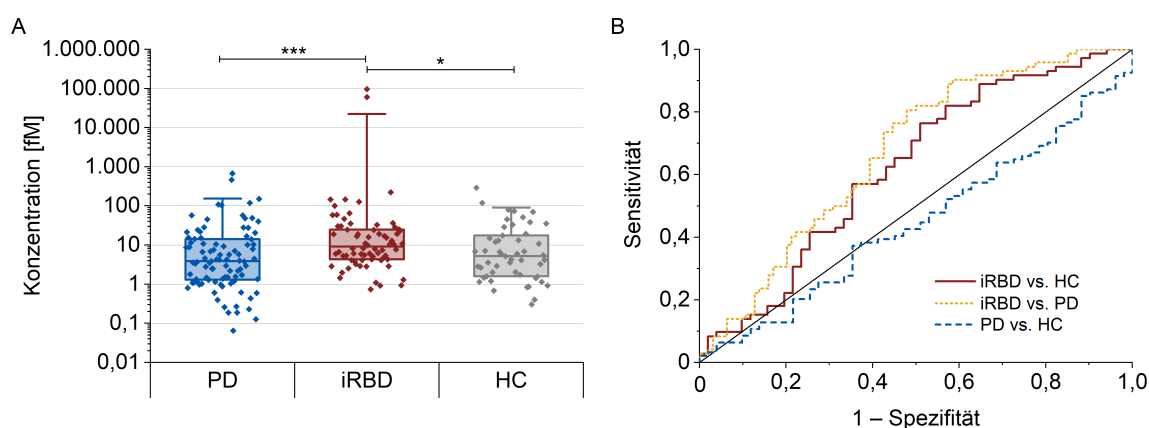 A
Konzentration [fM]
1.000.000
100.000
10.000
1.000
100
10
1
0,1
0,01
***
*
PD iRBD HC
B
Sensitivität
1,0
0,8
0,6
0,4
0,2
0
iRBD vs. HC
iRBD vs. PD
PD vs. HC
0 0,2 0,4 0,6 0,8 1,0
1 – Spezifität